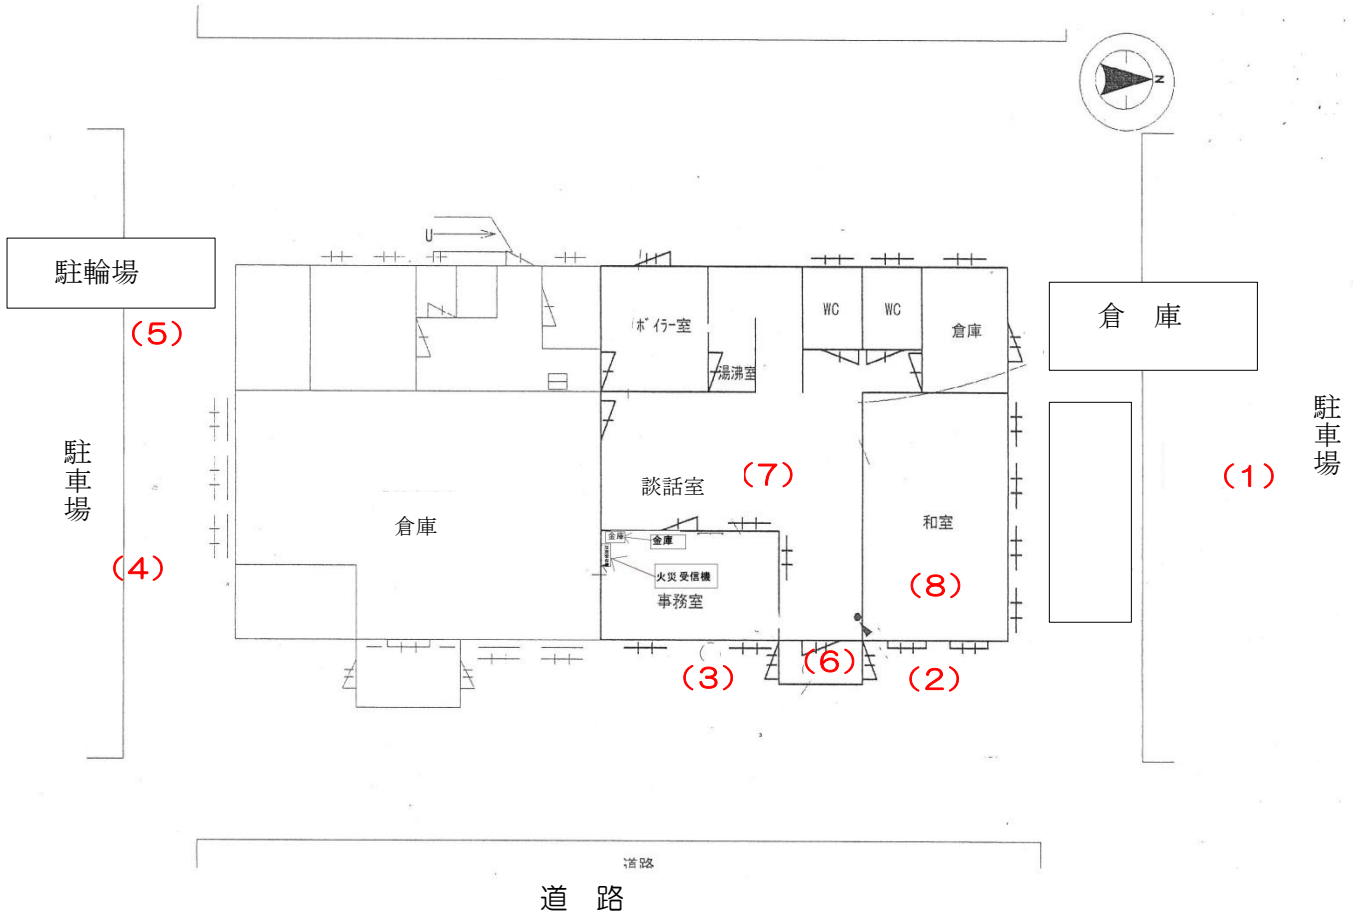 N
U
駐輪場
(5)
ボイラー室
湯沸室
WC
WC
倉庫
倉 庫
駐車場
(4)
倉庫
談話室
(7)
金庫
金庫
火災受信機
事務室
和室
(8)
(1)
駐車場
(3)
(6)
(2)
道路
道 路